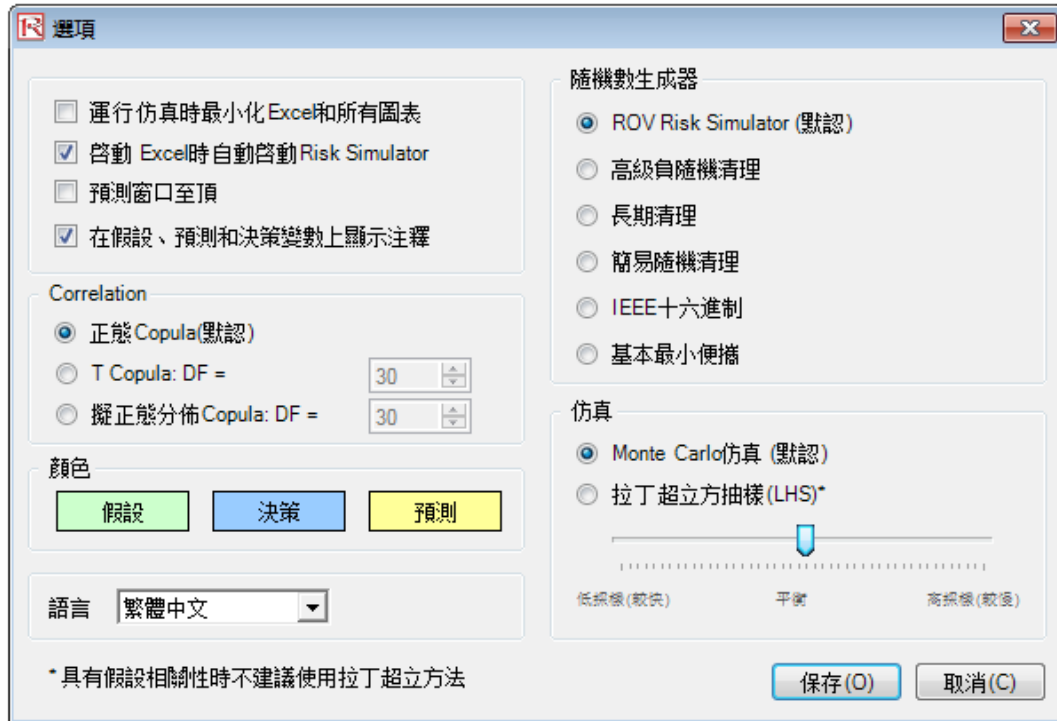 選項
運行仿真時最小化Excel和所有圖表
啓動 Excel時自動啓動Risk Simulator
預測窗口至頂
在假設、預測和決策變數上顯示注釋
Correlation
正態Copula(默認)
T Copula: DF =
30
擬正態分佈Copula: DF =
30
顏色
假設
決策
預測
語言
繁體中文
*具有假設相關性時不建議使用拉丁超立方法
隨機數生成器
ROV Risk Simulator (默認)
高級負隨機清理
長期清理
簡易隨機清理
IEEE十六進制
基本最小便攜
仿真
Monte Carlo仿真 (默認)
拉丁超立方抽樣(LHS)*
低採樣(較快)
平衡
高採樣(較慢)
保存(O)
取消(C)